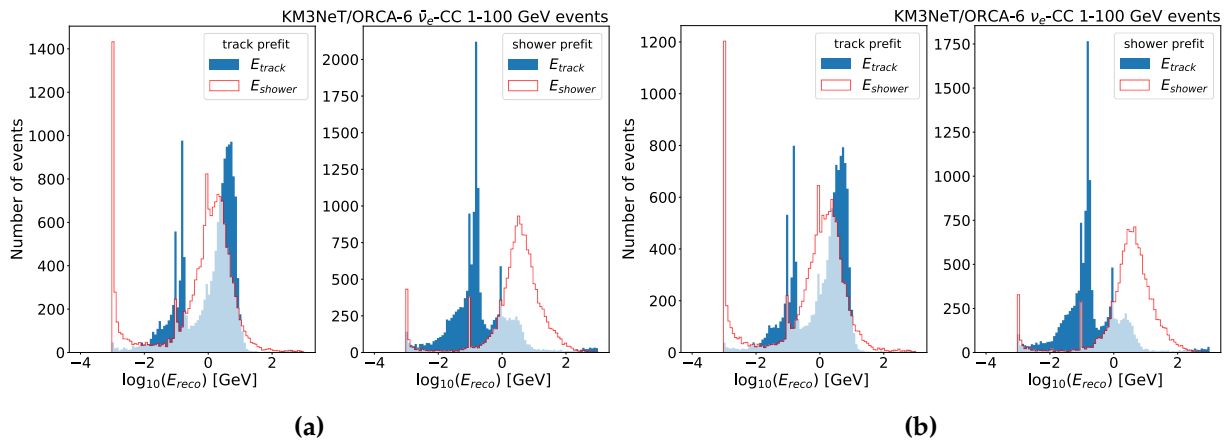 KM3NeT/ORCA-6 ν̄e-CC 1-100 GeV events
track prefit
Etrack
Eshower
shower prefit
Etrack
Eshower
Number of events
1400
1200
1000
800
600
400
200
0
2000
1750
1500
1250
1000
750
500
250
0
−4 −2 0 2
−4 −2 0 2
log10(Ereco) [GeV]
log10(Ereco) [GeV]
(a)
KM3NeT/ORCA-6 νe-CC 1-100 GeV events
track prefit
Etrack
Eshower
shower prefit
Etrack
Eshower
Number of events
1200
1000
800
600
400
200
0
1750
1500
1250
1000
750
500
250
0
−4 −2 0 2
−4 −2 0 2
log10(Ereco) [GeV]
log10(Ereco) [GeV]
(b)